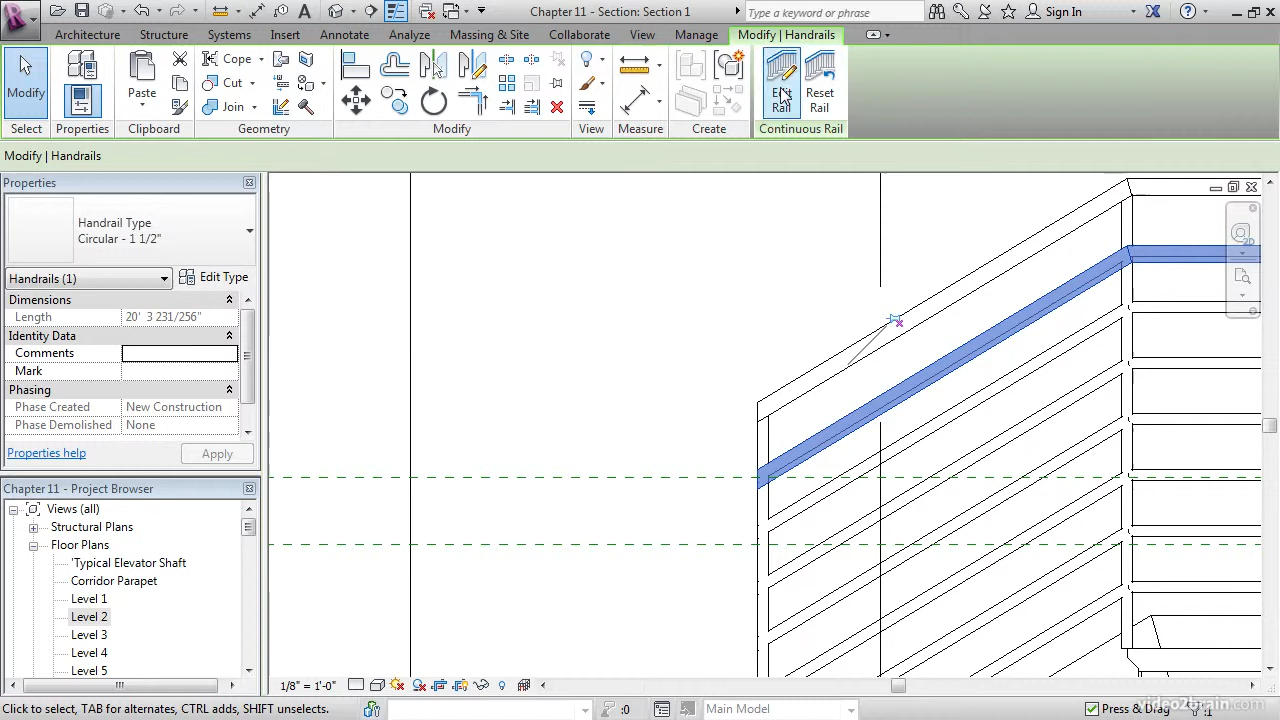 Chapter 11 - Section: Section 1
Type a keyword or phrase
Sign In
Architecture
Structure
Systems
Insert
Annotate
Analyze
Massing & Site
Collaborate
View
Manage
Modify | Handrails
Modify
Paste
Cope
Cut
Join
Edit
Rail
Reset
Rail
Select
Properties
Clipboard
Geometry
Modify
View
Measure
Create
Continuous Rail
Modify | Handrails
Properties
Handrail Type
Circular - 1 1/2"
Handrails (1)
Edit Type
Dimensions
Length
20' 3 231/256"
Identity Data
Comments
Mark
Phasing
Phase Created
New Construction
Phase Demolished
None
Properties help
Apply
Chapter 11 - Project Browser
Views (all)
Structural Plans
Floor Plans
'Typical Elevator Shaft
Corridor Parapet
Level 1
Level 2
Level 3
Level 4
Level 5
2D
1/8" = 1'-0"
Click to select, TAB for alternates, CTRL adds, SHIFT unselects.
:0
Main Model
Press & Drag
:1
video2brain.com